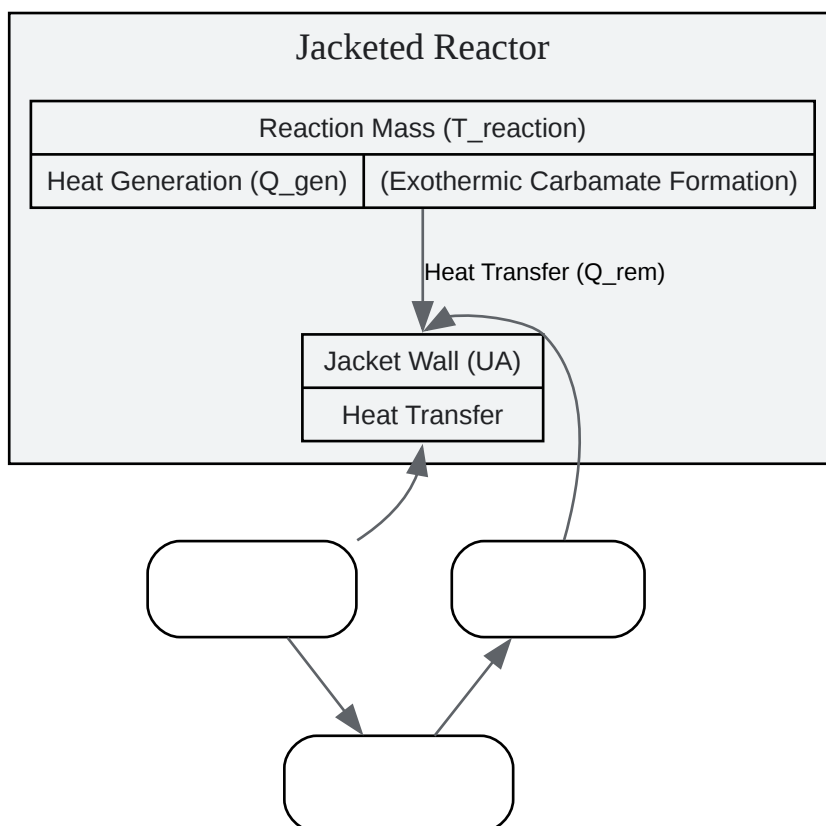 Jacketed Reactor
Reaction Mass (T_reaction)
Heat Generation (Q_gen)
(Exothermic Carbamate Formation)
Heat Transfer (Q_rem)
Jacket Wall (UA)
Heat Transfer